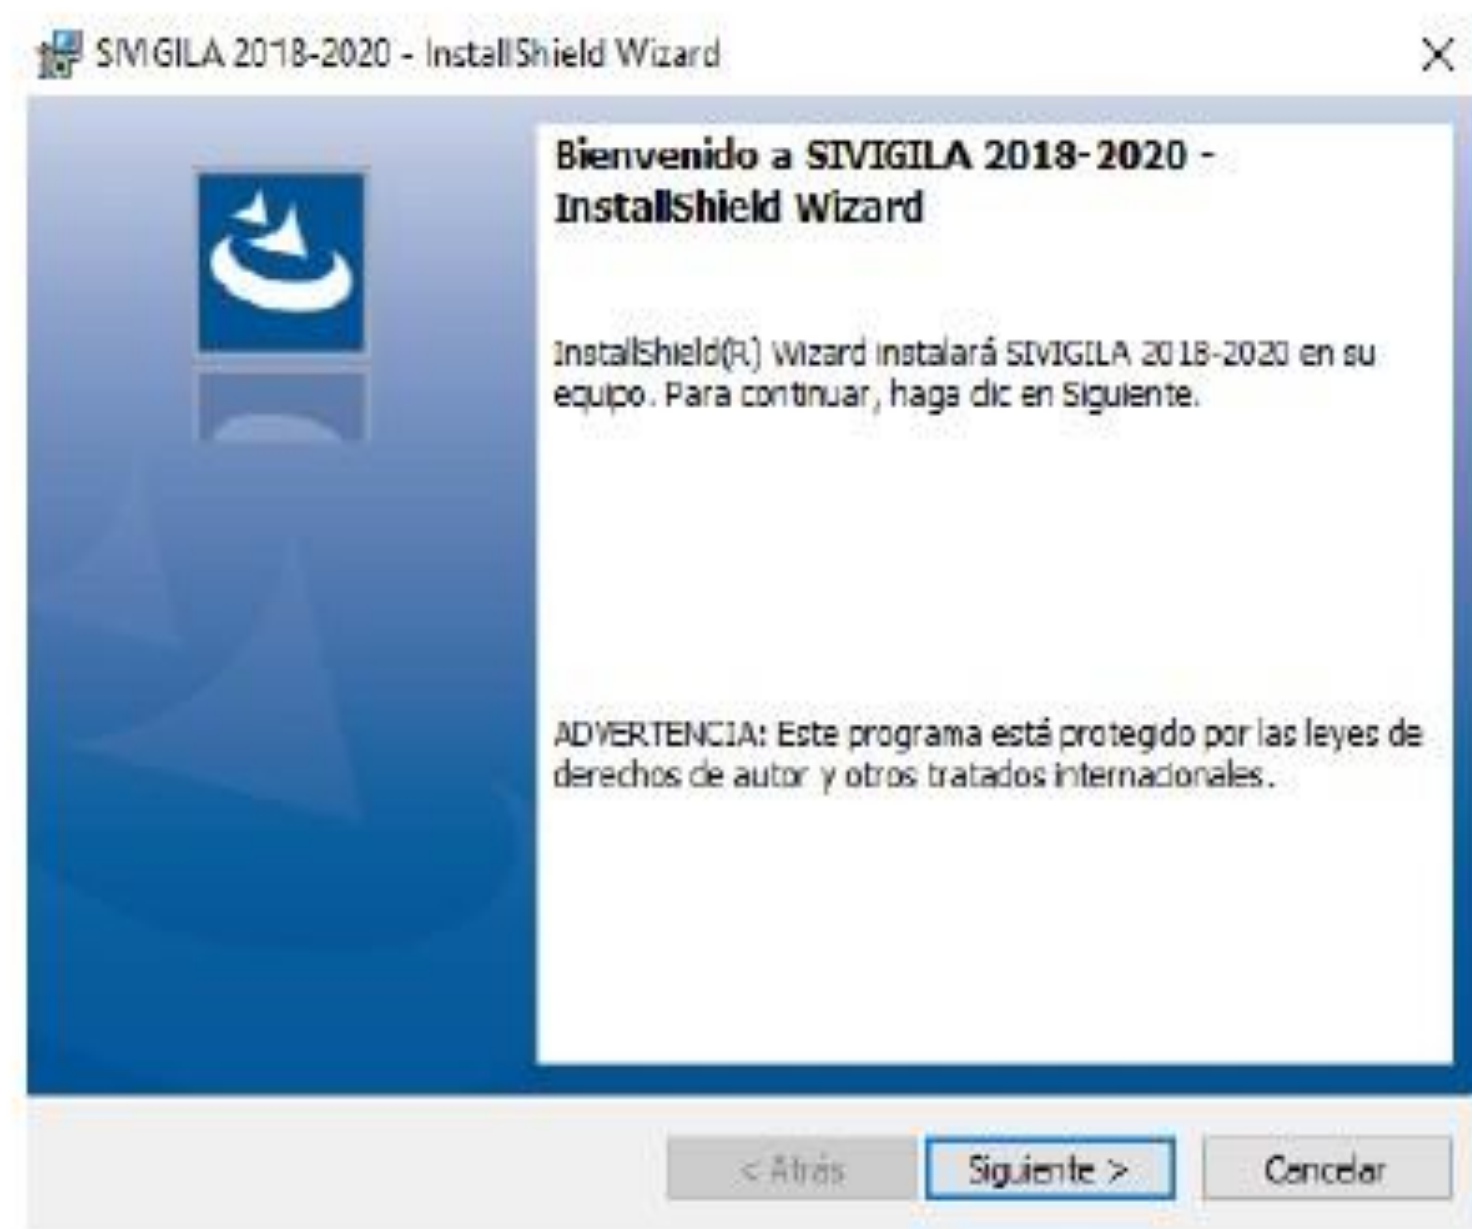 SIVIGILA 2018-2020 - InstallShield Wizard
Bienvenido a SIVIGILA 2018-2020 -
InstallShield Wizard
InstallShield(R) Wizard instalará SIVIGILA 2018-2020 en su
equipo. Para continuar, haga clic en Siguiente.
ADVERTENCIA: Este programa está protegido por las leyes de
derechos de autor y otros tratados internacionales.
< Atrás
Siguiente >
Cancelar